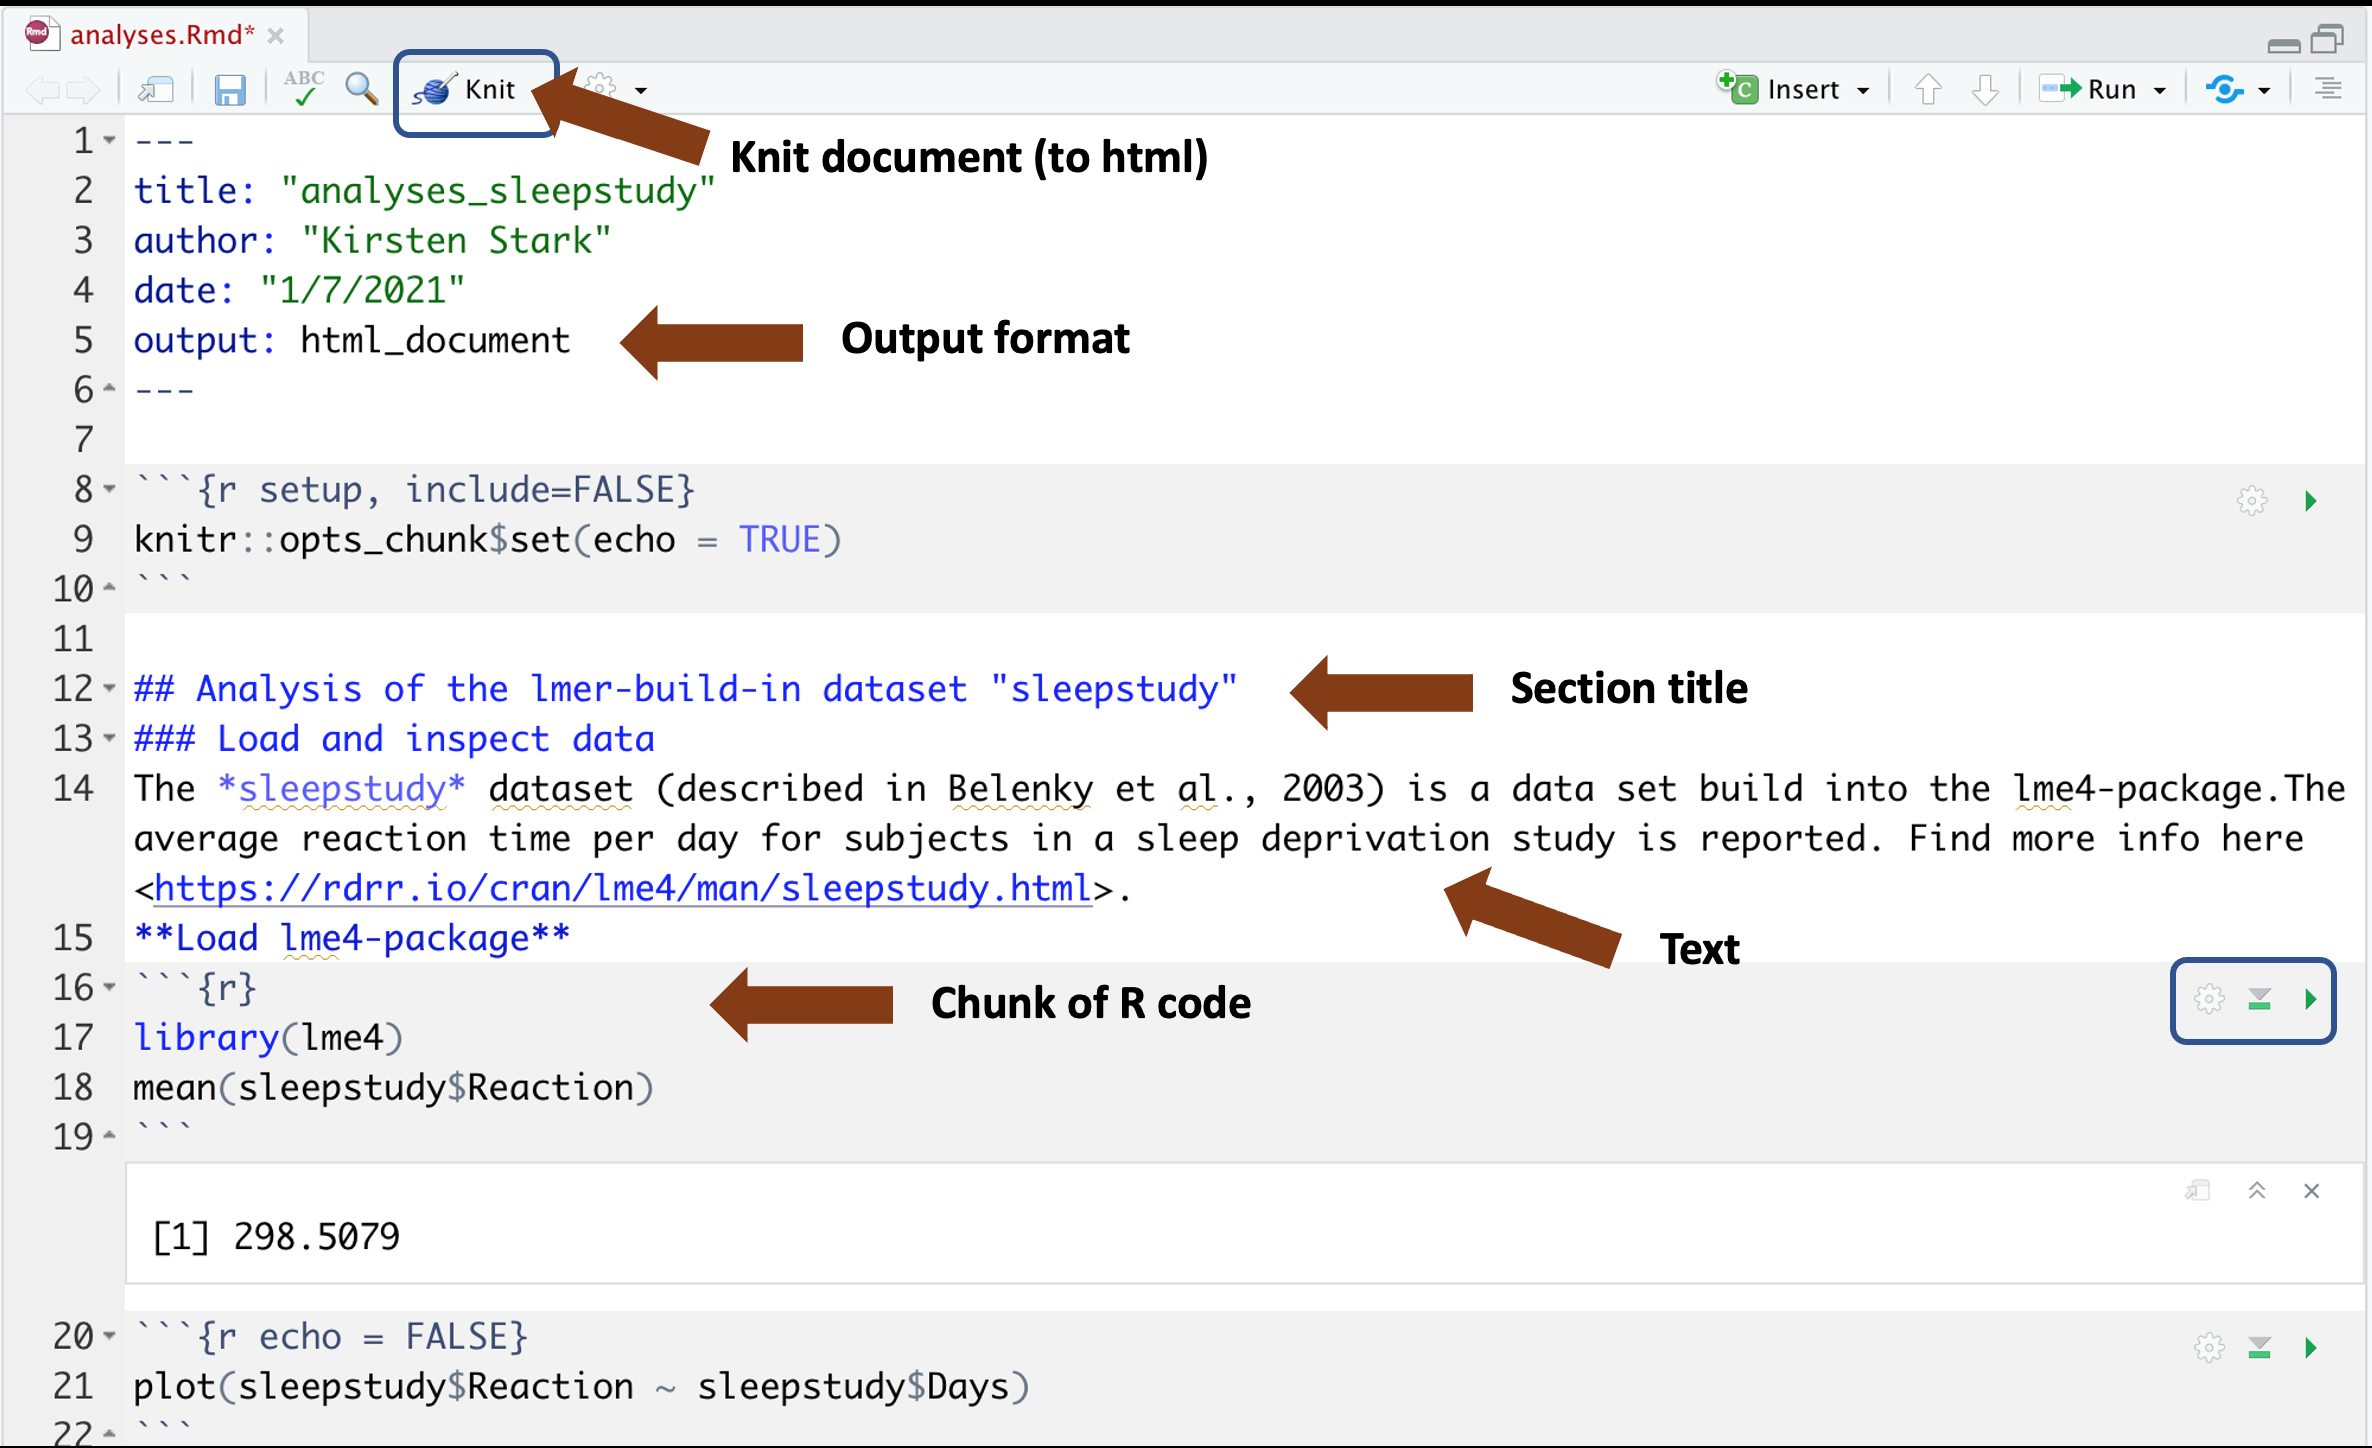 analyses.Rmd*
ABC Knit Insert Run
Knit document (to html)
1 ---
2 title: "analyses_sleepstudy"
3 author: "Kirsten Stark"
4 date: "1/7/2021"
5 output: html_document
Output format
6 ---
7
8 ```{r setup, include=FALSE}
9 knitr::opts_chunk$set(echo = TRUE)
10 ```
11
12 ## Analysis of the lmer-build-in dataset "sleepstudy"
Section title
13 ### Load and inspect data
14 The *sleepstudy* dataset (described in Belenky et al., 2003) is a data set build into the lme4-package.The
average reaction time per day for subjects in a sleep deprivation study is reported. Find more info here
<https://rdrr.io/cran/lme4/man/sleepstudy.html>.
Text
15 **Load lme4-package**
16 ```{r}
Chunk of R code
17 library(lme4)
18 mean(sleepstudy$Reaction)
19 ```
[1] 298.5079
20 ```{r echo = FALSE}
21 plot(sleepstudy$Reaction ~ sleepstudy$Days)
22 ```